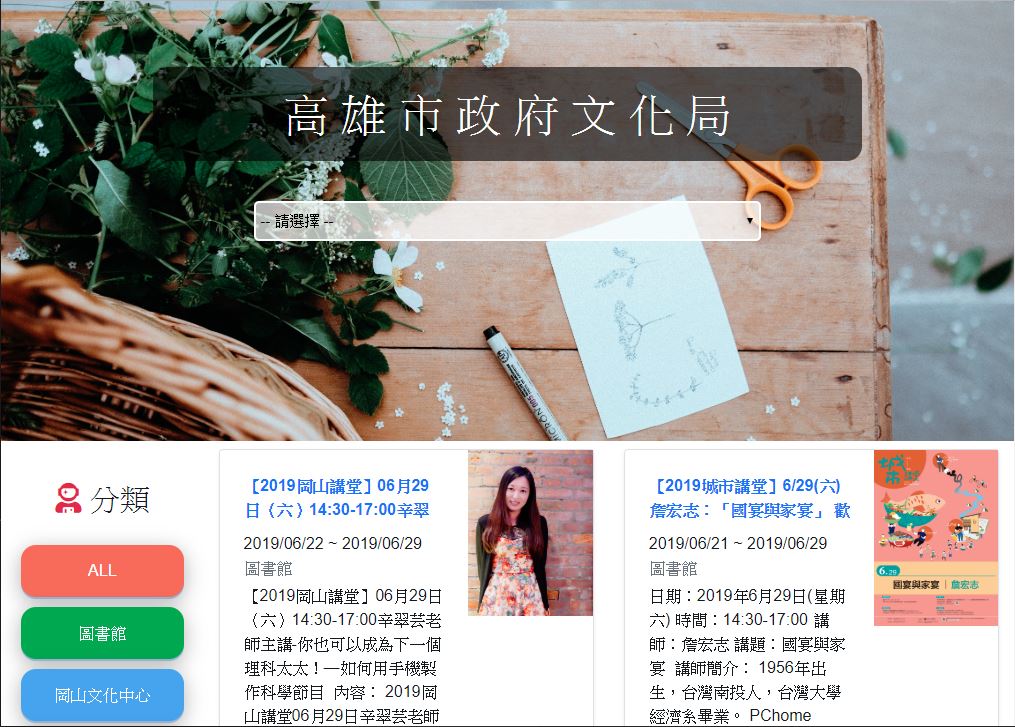 高雄市政府文化局
-- 請選擇 --
分類
ALL
圖書館
岡山文化中心
【2019岡山講堂】06月29
日（六）14:30-17:00辛翠
2019/06/22 ~ 2019/06/29
圖書館
【2019岡山講堂】06月29日
（六）14:30-17:00辛翠芸老
師主講-你也可以成為下一個
理科太太！—如何用手機製
作科學節目 內容： 2019岡
山講堂06月29日辛翠芸老師
【2019城市講堂】6/29(六)
詹宏志：「國宴與家宴」 歡
2019/06/21 ~ 2019/06/29
圖書館
日期：2019年6月29日(星期
六) 時間：14:30-17:00 講
師：詹宏志 講題：國宴與家
宴 講師簡介： 1956年出
生，台灣南投人，台灣大學
經濟系畢業。 PChome
城市
6.29
國宴與家宴 詹宏志
MICRON